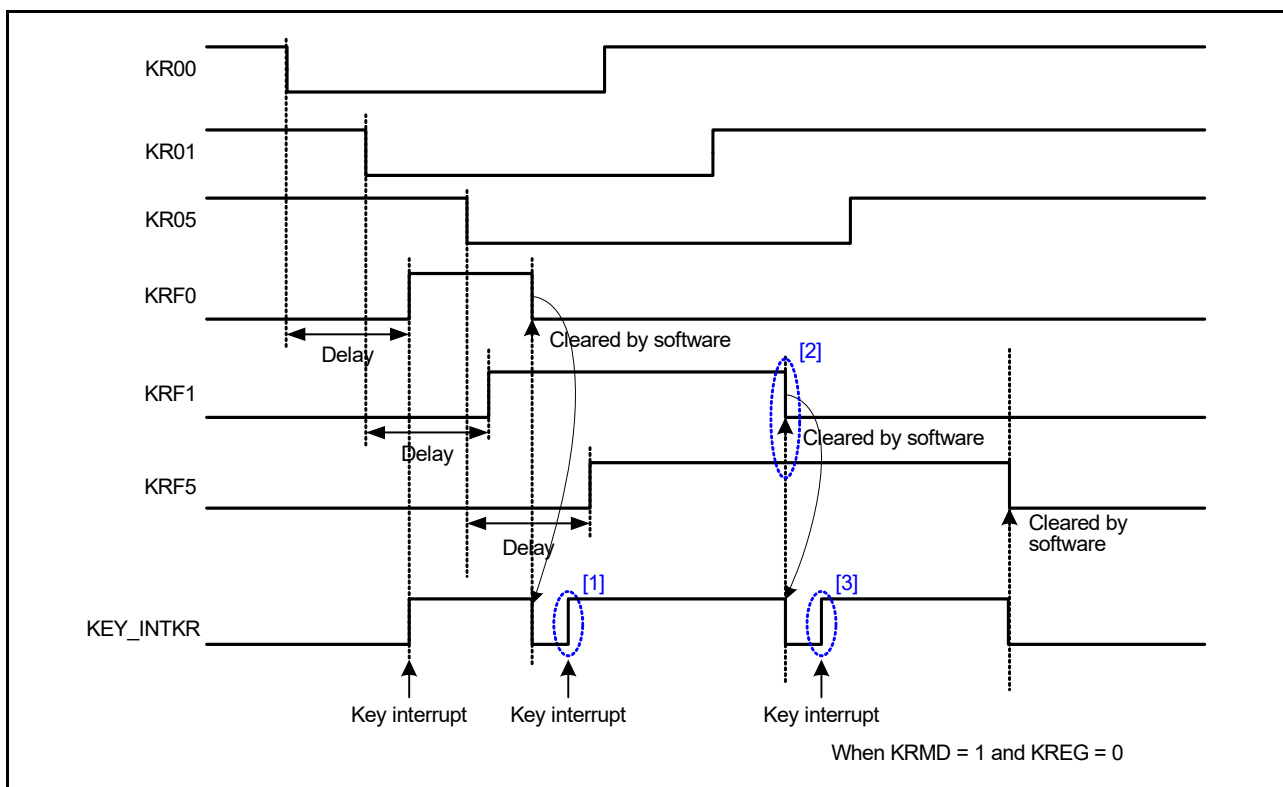 KR00
KR01
KR05
KRF0
Delay
Cleared by software
[2]
KRF1
Delay
Cleared by software
KRF5
Delay
Cleared by
software
[1]
[3]
KEY_INTKR
Key interrupt
Key interrupt
Key interrupt
When KRMD = 1 and KREG = 0